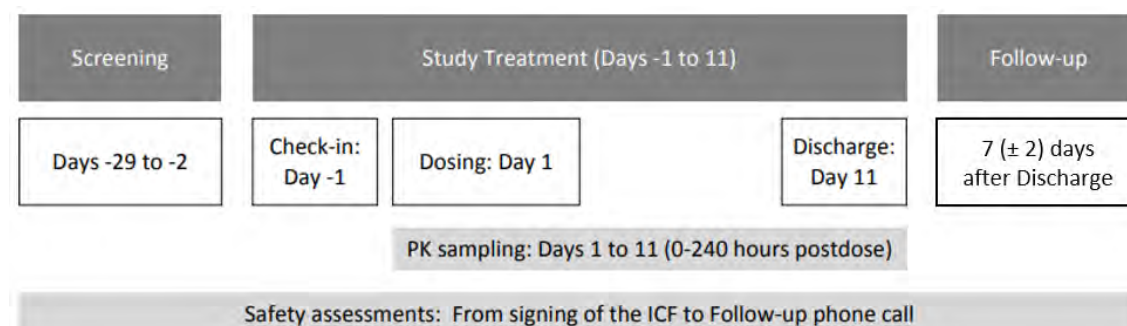 Screening
Study Treatment (Days -1 to 11)
Follow-up
Days -29 to -2
Check-in:
Day -1
Dosing: Day 1
Discharge:
Day 11
7 (± 2) days
after Discharge
PK sampling: Days 1 to 11 (0-240 hours postdose)
Safety assessments: From signing of the ICF to Follow-up phone call